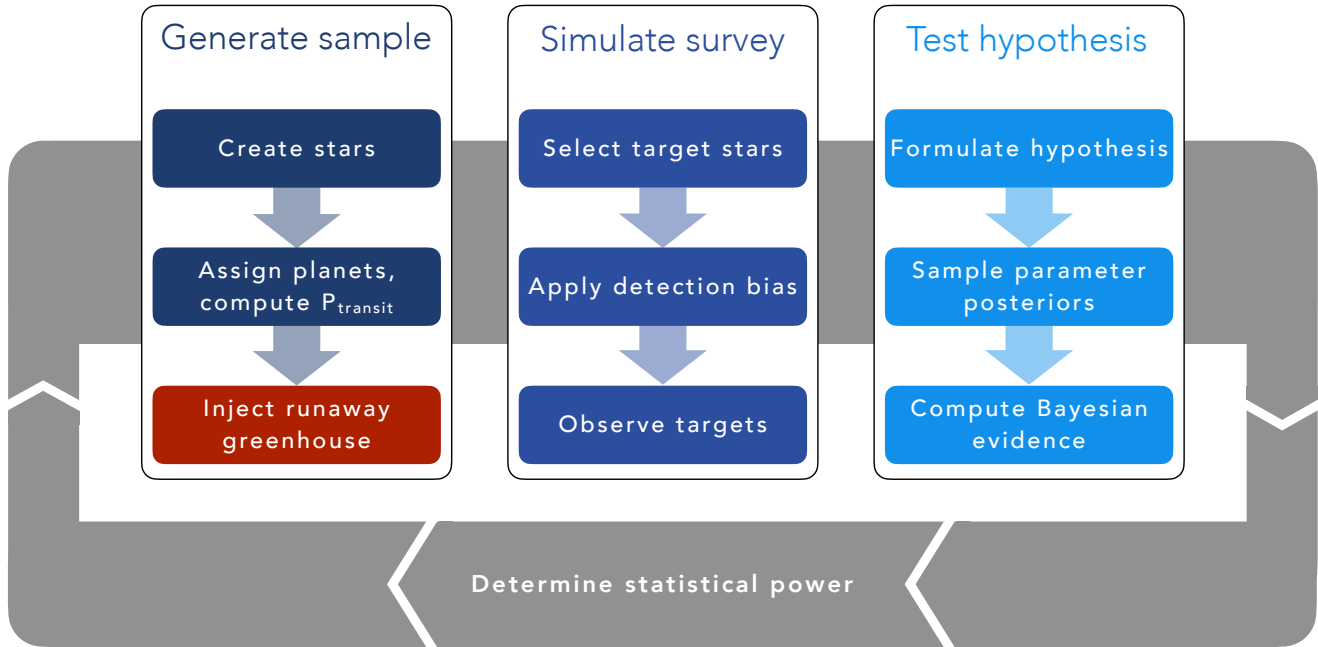 Generate sample
Create stars
Assign planets,
compute P_transit
Inject runaway
greenhouse
Simulate survey
Select target stars
Apply detection bias
Observe targets
Test hypothesis
Formulate hypothesis
Sample parameter
posteriors
Compute Bayesian
evidence
Determine statistical power